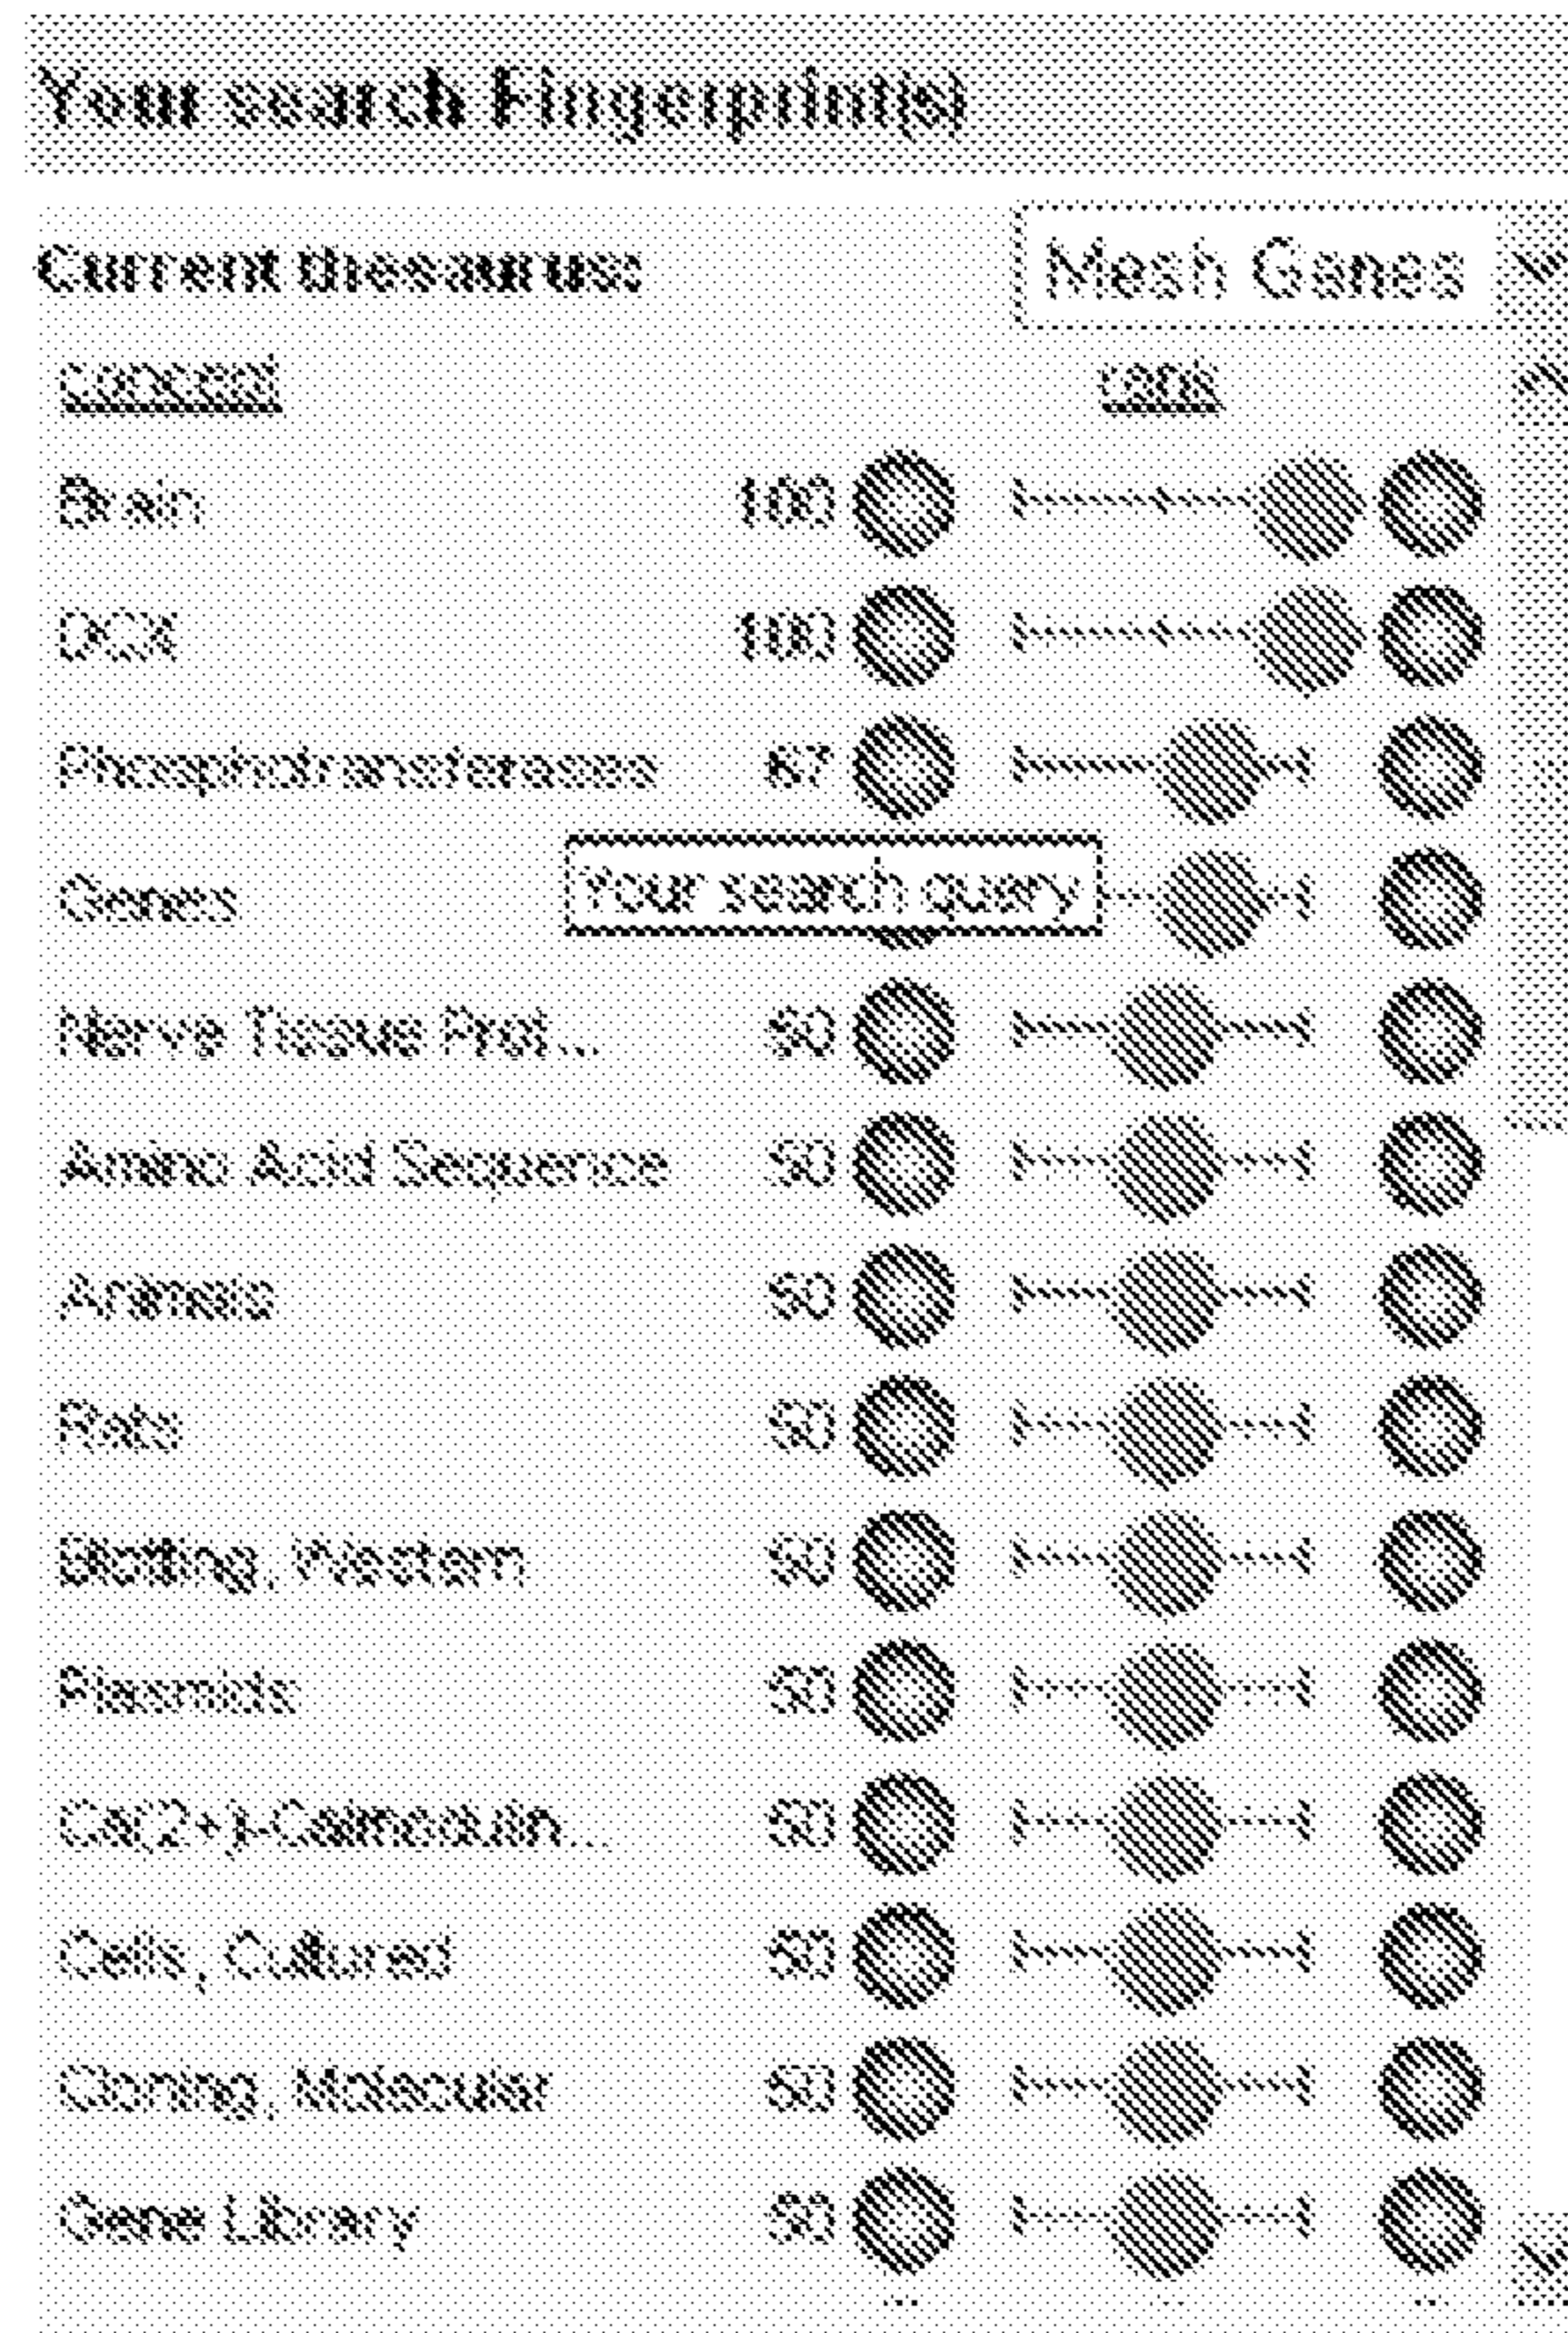 Your search Fingerprint(s)
Current thesaurus: Mesh Genes
concept rank
Brain 100
DCX 100
Phosphotransferases 67
Genes
Your search query
Nerve Tissue Prot... 50
Amino Acid Sequence 50
Animals 50
Rats 50
Blotting, Western 50
Plasmids 50
Ca(2+)-Calmodulin... 50
Cells, Cultured 50
Cloning, Molecular 50
Gene Library 50